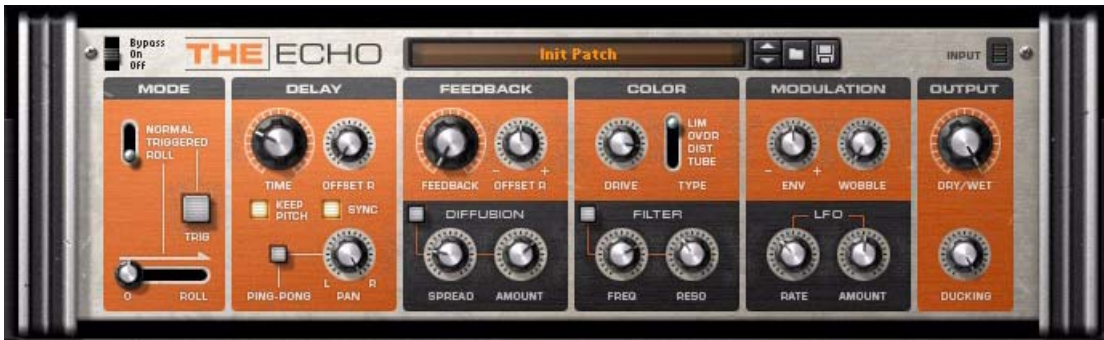 Bypass
On
Off
THE ECHO
Init Patch
INPUT
MODE
NORMAL
TRIGGERED
ROLL
TRIG
0 ROLL
DELAY
TIME OFFSET R
KEEP
PITCH
SYNC
L R
PING-PONG PAN
FEEDBACK
- +
FEEDBACK OFFSET R
DIFFUSION
SPREAD AMOUNT
COLOR
LIM
OVDR
DIST
TUBE
DRIVE TYPE
FILTER
FREQ RESO
MODULATION
- +
ENV WOBBLE
LFO
RATE AMOUNT
OUTPUT
DRY/WET
DUCKING